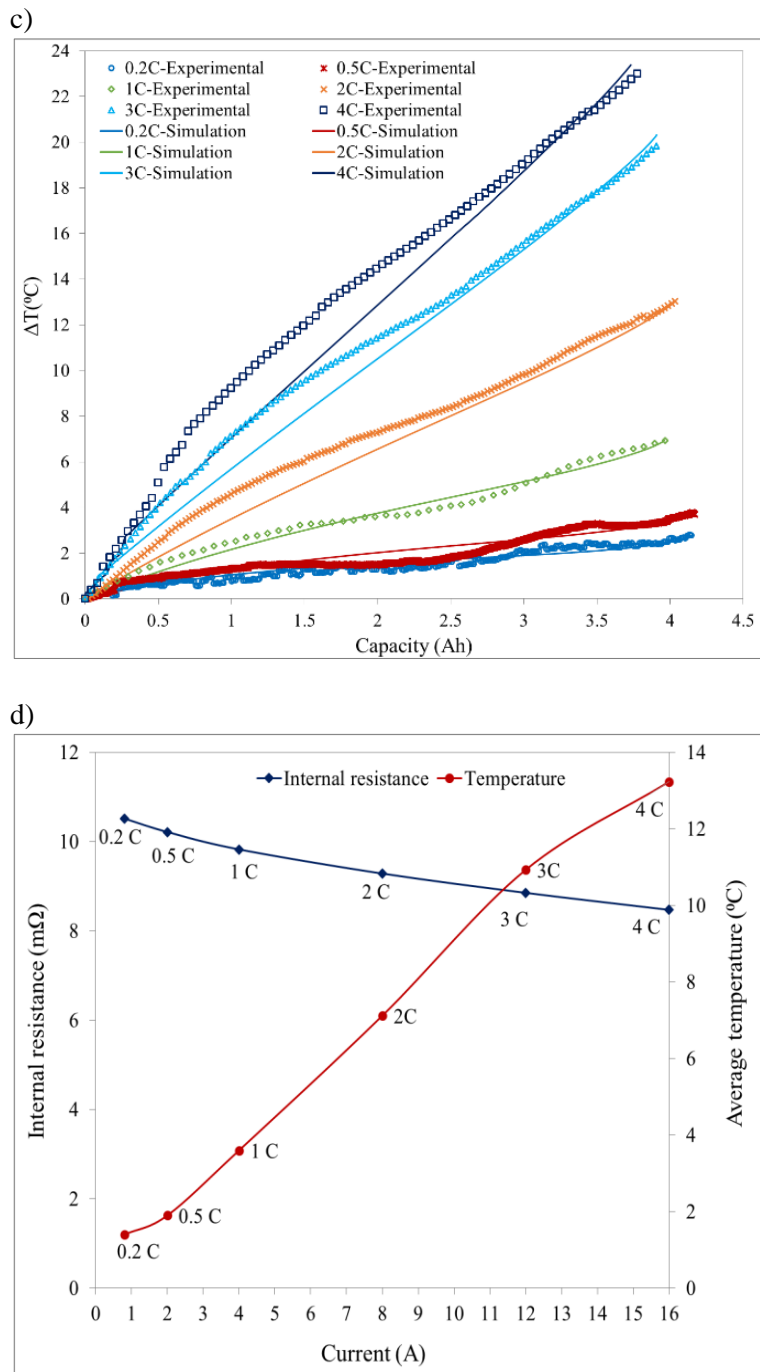 c)
24
22
20
18
16
14
12
10
8
6
4
2
0
ΔT(⁰C)
0.2C-Experimental 0.5C-Experimental
1C-Experimental 2C-Experimental
3C-Experimental 4C-Experimental
0.2C-Simulation 0.5C-Simulation
1C-Simulation 2C-Simulation
3C-Simulation 4C-Simulation
0 0.5 1 1.5 2 2.5 3 3.5 4 4.5
Capacity (Ah)
d)
12
10
8
6
4
2
0
Internal resistance (mΩ)
Internal resistance Temperature
0.2 C 0.5 C 1 C 2 C 3 C 4 C
0.2 C 0.5 C 1 C 2C 3C 4 C
14
12
10
8
6
4
2
0
Average temperature (⁰C)
0 1 2 3 4 5 6 7 8 9 10 11 12 13 14 15 16
Current (A)